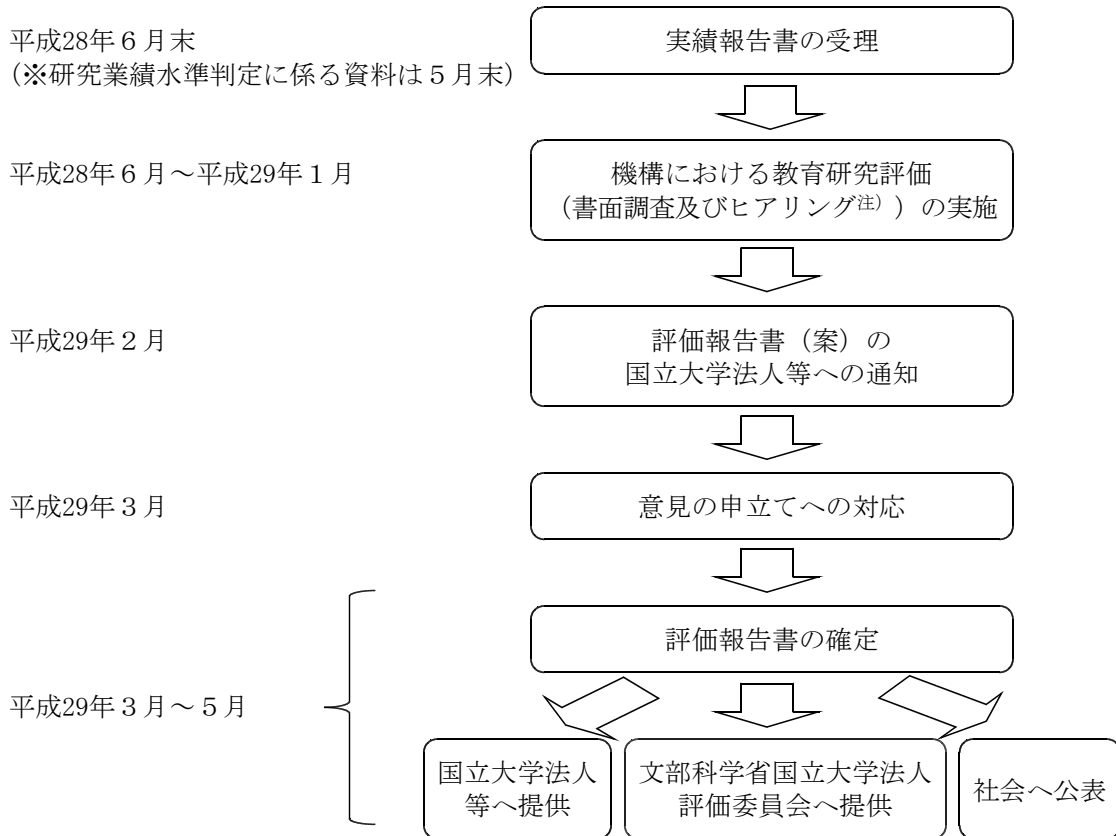 平成28年６月末
（※研究業績水準判定に係る資料は５月末）
実績報告書の受理
平成28年６月～平成29年１月
機構における教育研究評価
（書面調査及びヒアリング注））の実施
平成29年２月
評価報告書（案）の
国立大学法人等への通知
平成29年３月
意見の申立てへの対応
平成29年３月～５月
評価報告書の確定
国立大学法人
等へ提供
文部科学省国立大学法人
評価委員会へ提供
社会へ公表